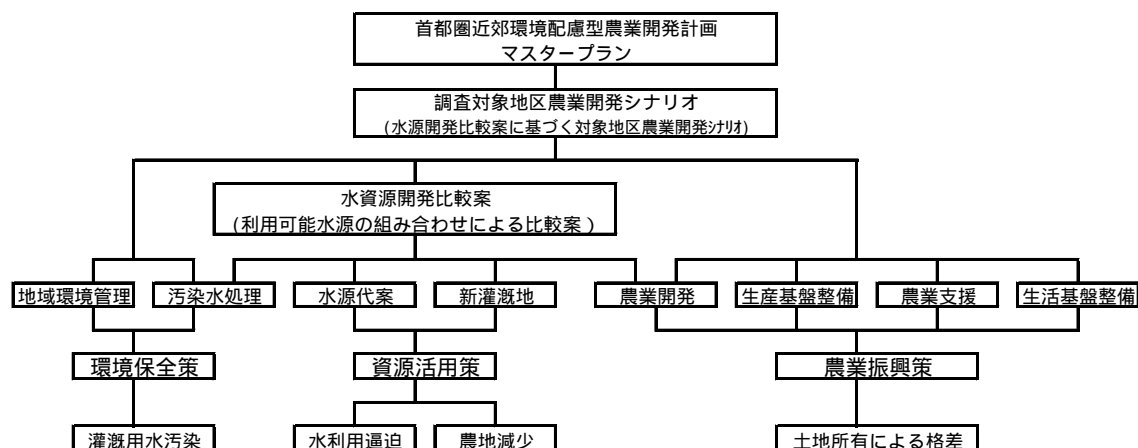 首都圏近郊環境配慮型農業開発計画
マスタープラン
調査対象地区農業開発シナリオ
(水源開発比較案に基づく対象地区農業開発ｼﾅﾘｵ)
水資源開発比較案
(利用可能水源の組み合わせによる比較案)
地域環境管理
汚染水処理
水源代案
新灌漑地
農業開発
生産基盤整備
農業支援
生活基盤整備
環境保全策
資源活用策
農業振興策
灌漑用水汚染
水利用逼迫
農地減少
土地所有による格差